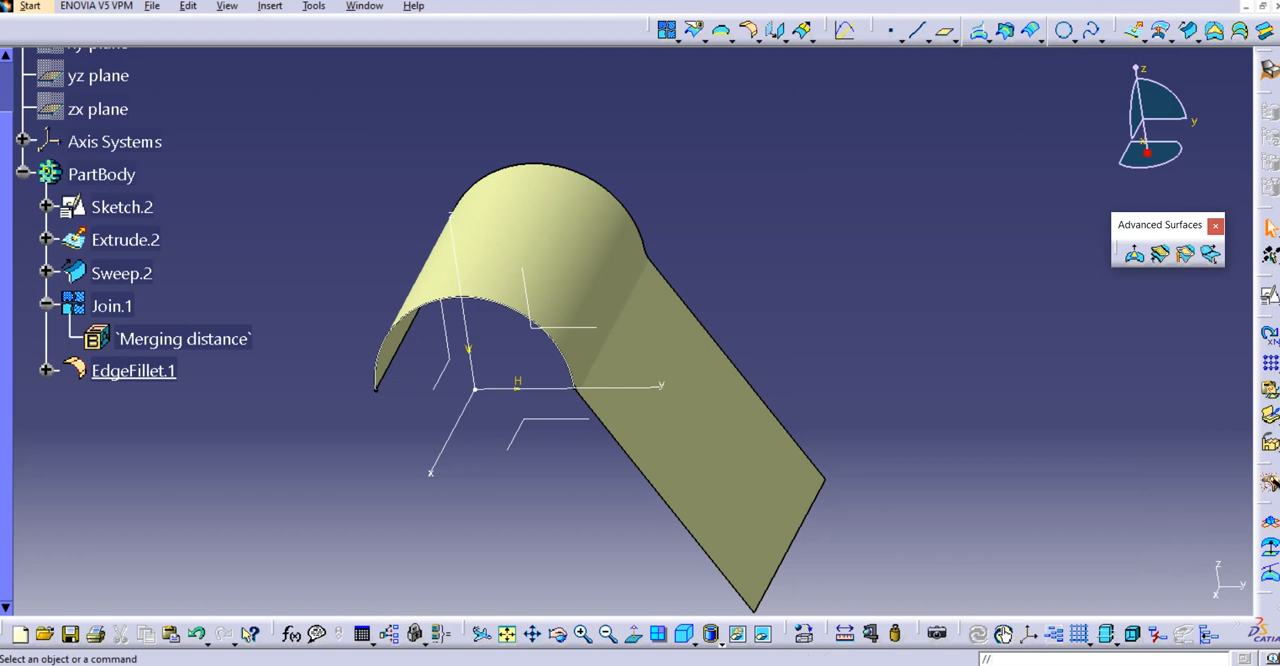 Start ENOVIA V5 VPM File Edit View Insert Tools Window Help
yz plane
zx plane
Axis Systems
PartBody
Sketch.2
Extrude.2
Sweep.2
Join.1
`Merging distance`
EdgeFillet.1
z
y
x
Advanced Surfaces
V
H
y
x
z
y
x
f(x)
CATIA
Select an object or a command
//